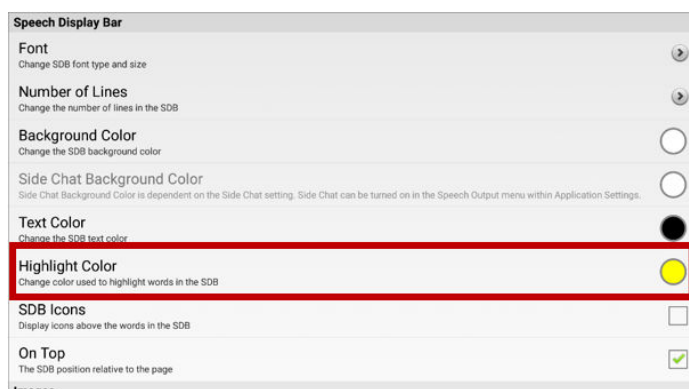 Speech Display Bar
Font
Change SDB font type and size
Number of Lines
Change the number of lines in the SDB
Background Color
Change the SDB background color
Side Chat Background Color
Side Chat Background Color is dependent on the Side Chat setting. Side Chat can be turned on in the Speech Output menu within Application Settings.
Text Color
Change the SDB text color
Highlight Color
Change color used to highlight words in the SDB
SDB Icons
Display icons above the words in the SDB
On Top
The SDB position relative to the page